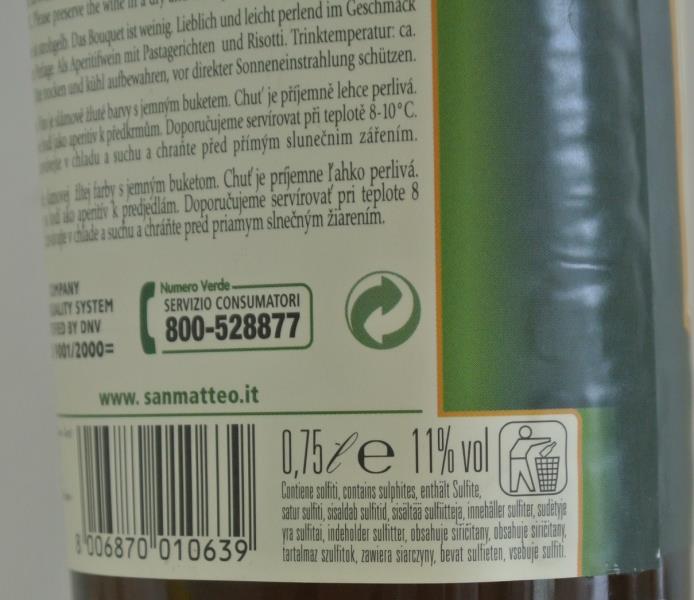 Please preserve the wine in a dry and
Das Bouquet ist weinig. Lieblich und leicht perlend im Geschmack
Als Aperitifwein mit Pastagerichten und Risotti. Trinktemperatur: ca.
trocken und kühl aufbewahren, vor direkter Sonneneinstrahlung schützen.
je slámově žluté barvy s jemným buketem. Chuť je příjemně lehce perlivá.
jako aperitiv k předkrmům. Doporučujeme servírovat při teplotě 8-10°C.
v chladu a suchu a chraňte před přímým slunečním zářením.
žltej farby s jemným buketom. Chuť je príjemne ľahko perlivá.
ako aperitív k predjedlám. Doporučujeme servírovať pri teplote 8
v chlade a suchu a chráňte pred priamym slnečným žiarením.
Numero Verde
SERVIZIO CONSUMATORI
800-528877
SYSTEM
BY DNV
9001/2000=
www. sanmatteo.it
8 006870 010639
0,75 ℓ e 11% vol
Contiene solfiti, contains sulphites, enthält Sulfite,
satur sulfīti, sisaldab sulfitid, sisältää sulfiitteja, innehåller sulfiter, sudėtyje
yra sulfitai, indeholder sulfitter, obsahuje siričitany, obsahuje siřičitany,
tartalmaz szulfitok, zawiera siarczyny, bevat sulfieten, vsebuje sulfiti.